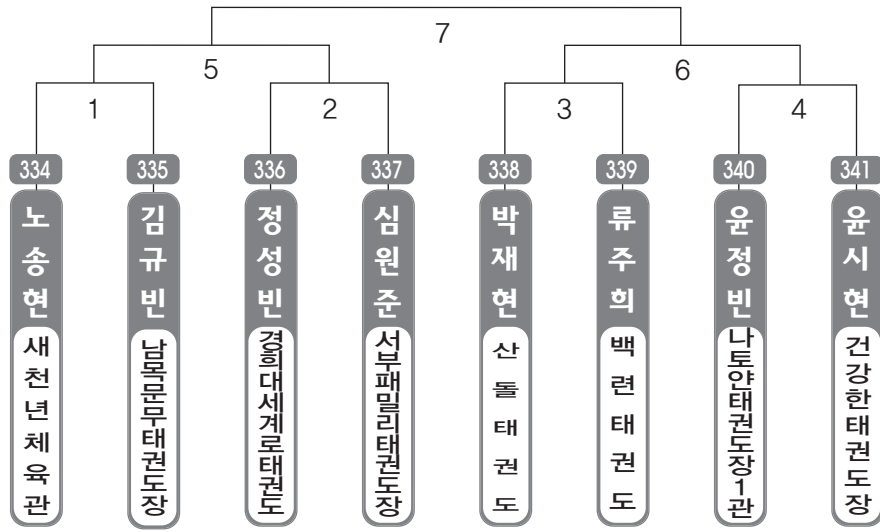 7
5
6
1
2
3
4
334
335
336
337
338
339
340
341
노송현
김규빈
정성빈
심원준
박재현
류주희
윤정빈
윤시현
새천년체육관
남목문무태권도장
경희대세계로태권도
서부패밀리태권도장
산돌태권도
백련태권도
나토얀태권도장1관
건강한태권도장